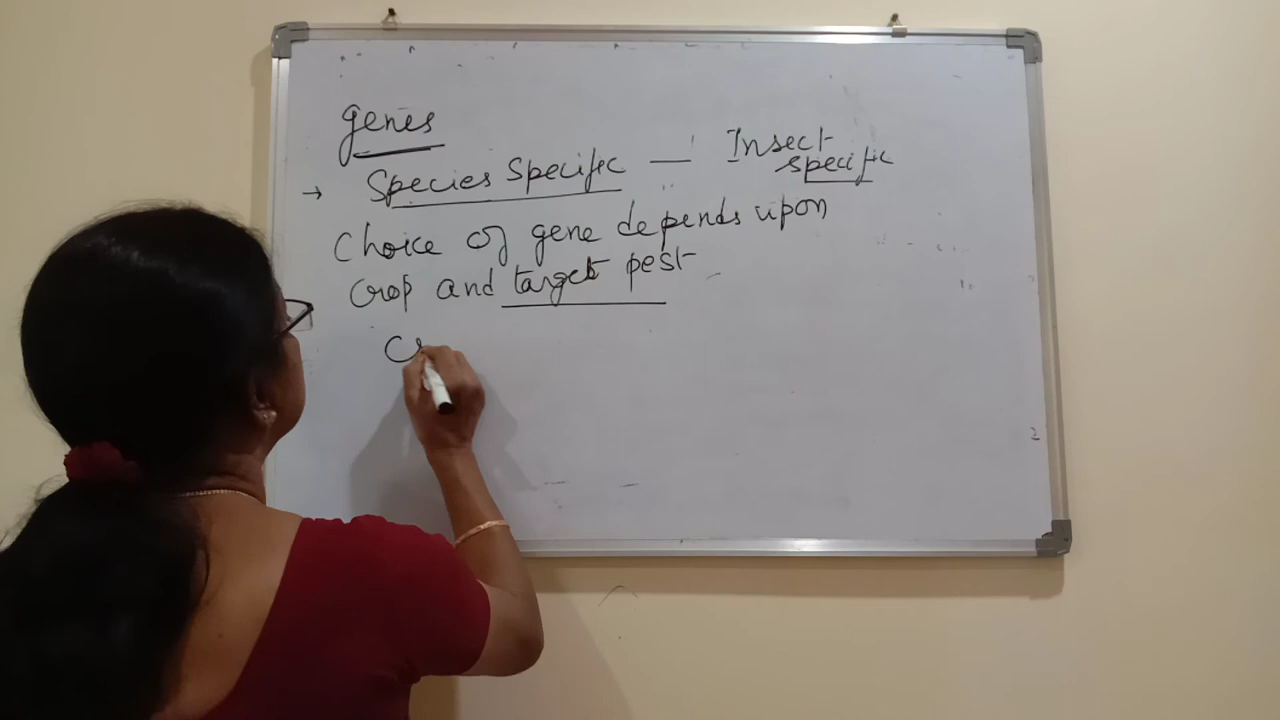 genes
→ Species Specific — Insect
specific
Choice of gene depends upon
crop and target pest